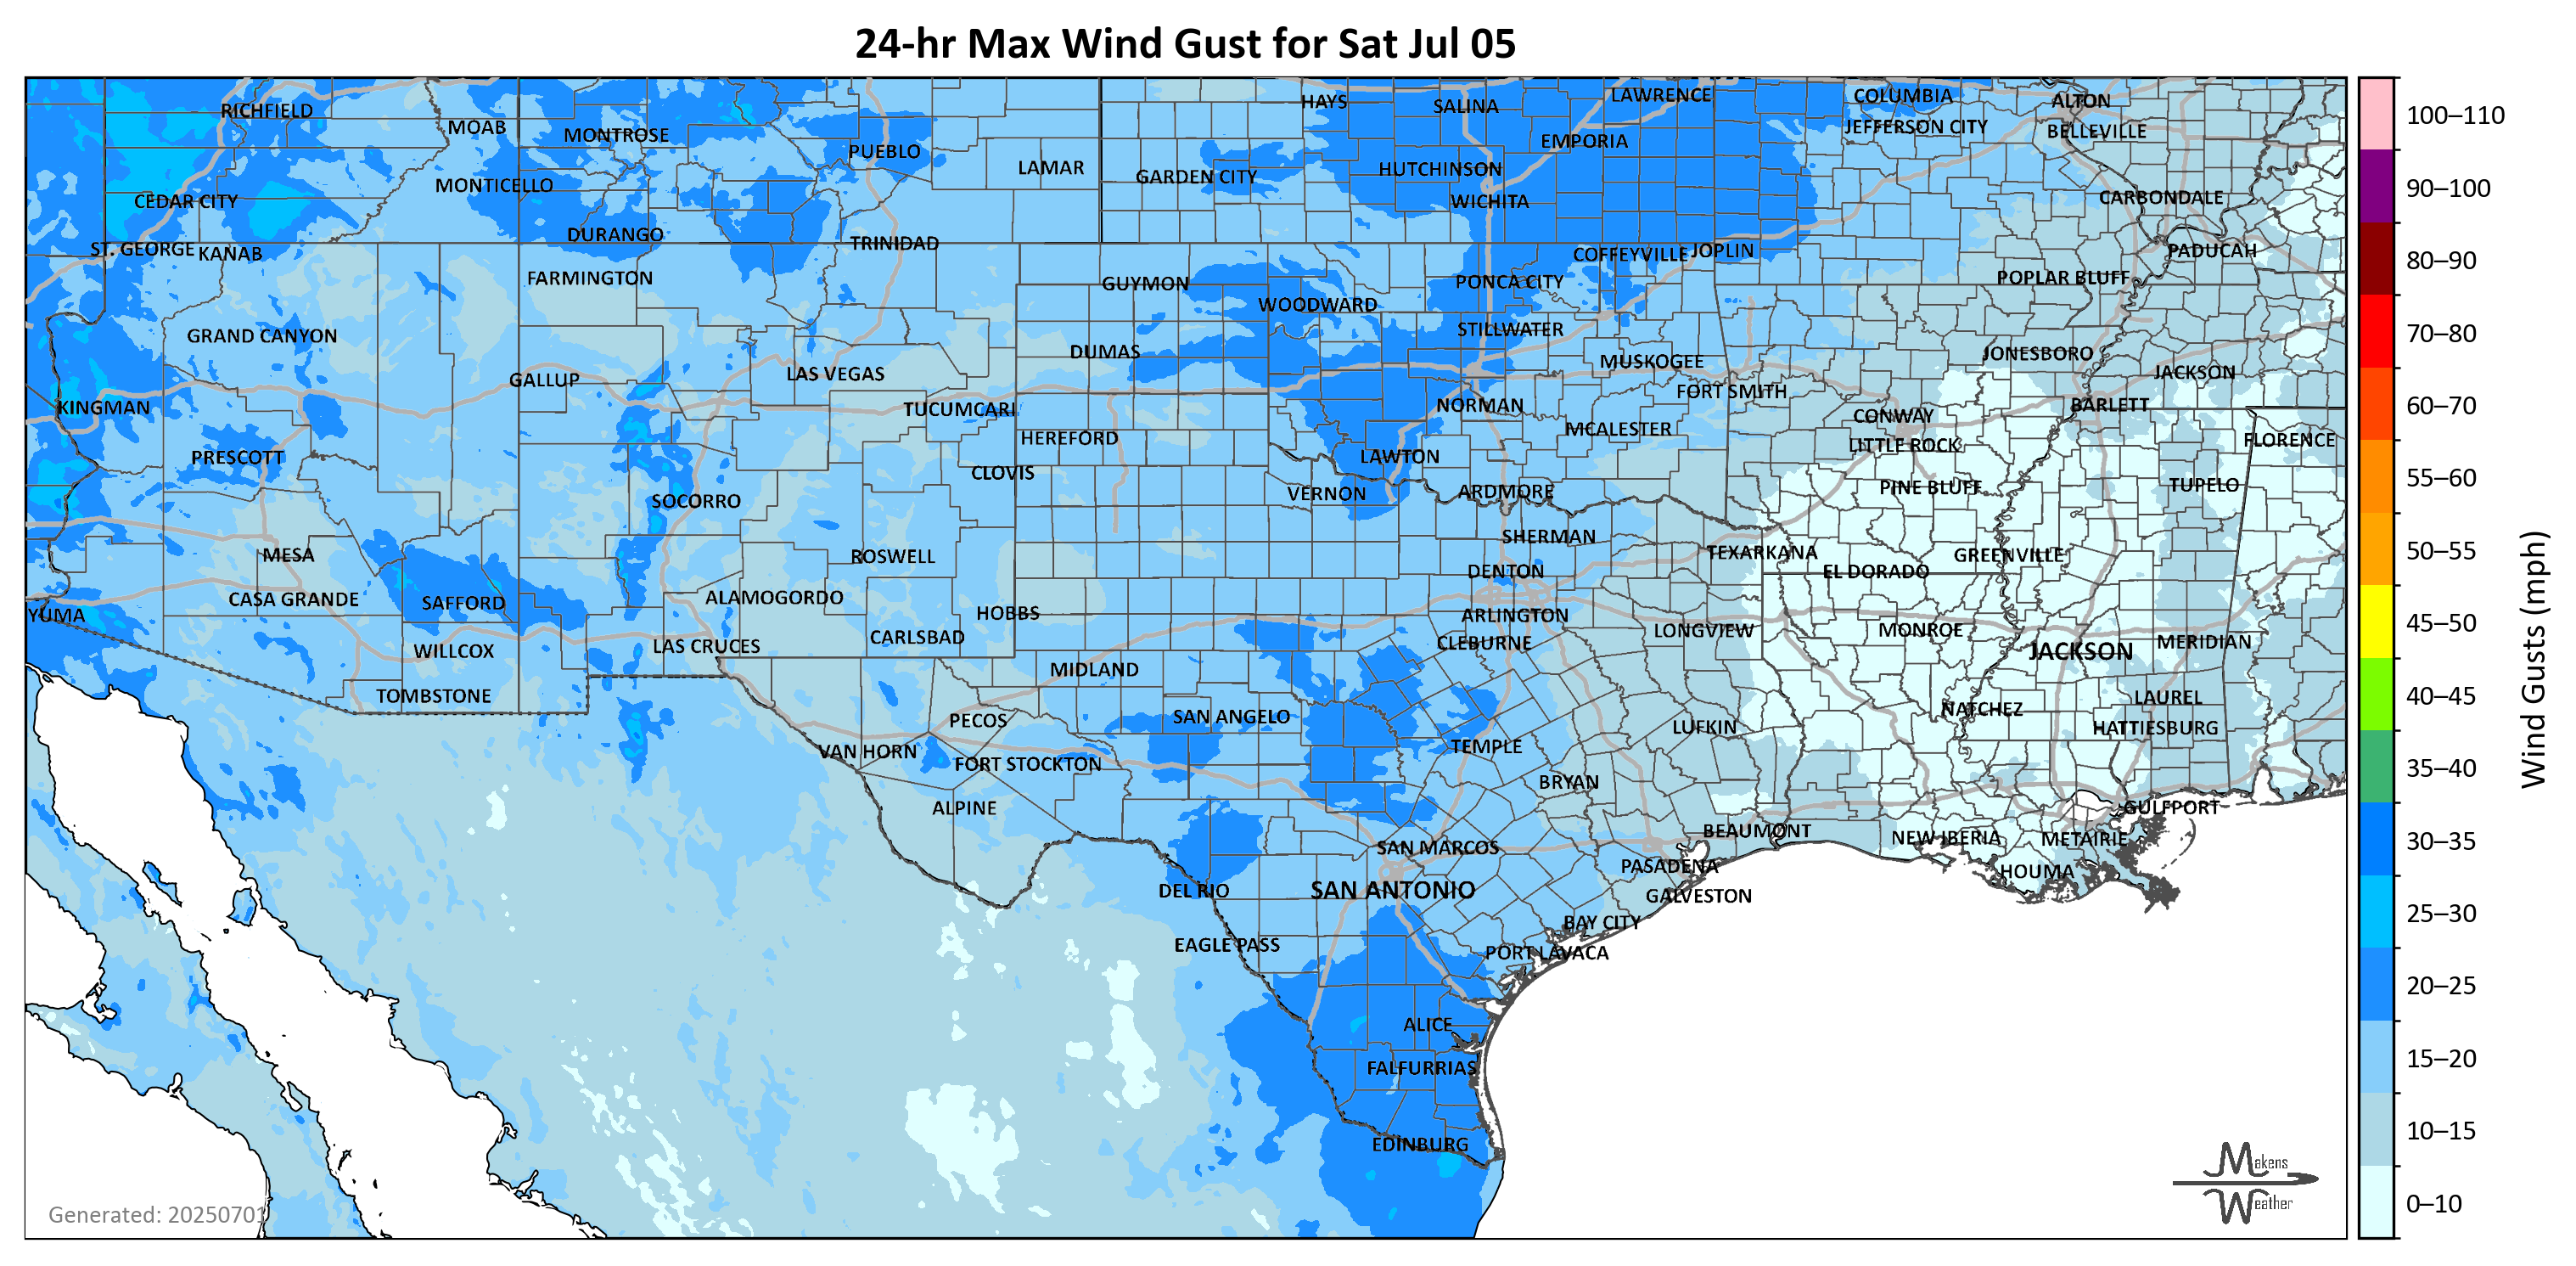 24-hr Max Wind Gust for Sat Jul 05
HAYS
SALINA
LAWRENCE
COLUMBIA
ALTON
RICHFIELD
MOAB
MONTROSE
PUEBLO
EMPORIA
JEFFERSON CITY
BELLEVILLE
LAMAR
GARDEN CITY
HUTCHINSON
MONTICELLO
CEDAR CITY
WICHITA
CARBONDALE
DURANGO
TRINIDAD
ST. GEORGE
KANAB
COFFEYVILLE
JOPLIN
PADUCAH
FARMINGTON
GUYMON
PONCA CITY
POPLAR BLUFF
WOODWARD
GRAND CANYON
STILLWATER
DUMAS
MUSKOGEE
JONESBORO
GALLUP
LAS VEGAS
FORT SMITH
JACKSON
KINGMAN
TUCUMCARI
NORMAN
CONWAY
BARLETT
HEREFORD
MCALESTER
LITTLE ROCK
FLORENCE
PRESCOTT
CLOVIS
LAWTON
SOCORRO
VERNON
ARDMORE
PINE BLUFF
TUPELO
MESA
ROSWELL
SHERMAN
TEXARKANA
GREENVILLE
DENTON
EL DORADO
CASA GRANDE
SAFFORD
ALAMOGORDO
HOBBS
ARLINGTON
YUMA
WILLCOX
LAS CRUCES
CARLSBAD
CLEBURNE
LONGVIEW
MONROE
JACKSON
MERIDIAN
TOMBSTONE
MIDLAND
LAUREL
PECOS
SAN ANGELO
NATCHEZ
HATTIESBURG
VAN HORN
FORT STOCKTON
TEMPLE
LUFKIN
ALPINE
BRYAN
GULFPORT
SAN MARCOS
BEAUMONT
NEW IBERIA
METAIRIE
DEL RIO
SAN ANTONIO
PASADENA
HOUMA
GALVESTON
EAGLE PASS
BAY CITY
PORT LAVACA
ALICE
FALFURRIAS
EDINBURG
Generated: 20250701
Makens
Weather
100–110
90–100
80–90
70–80
60–70
55–60
50–55
45–50
40–45
35–40
30–35
25–30
20–25
15–20
10–15
0–10
Wind Gusts (mph)